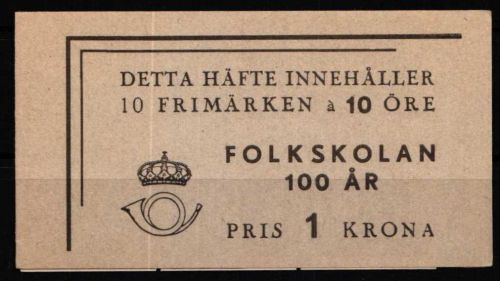 DETTA HÄFTE INNEHÅLLER
10 FRIMÄRKEN à 10 ÖRE
FOLKSKOLAN
100 ÅR
PRIS 1 KRONA